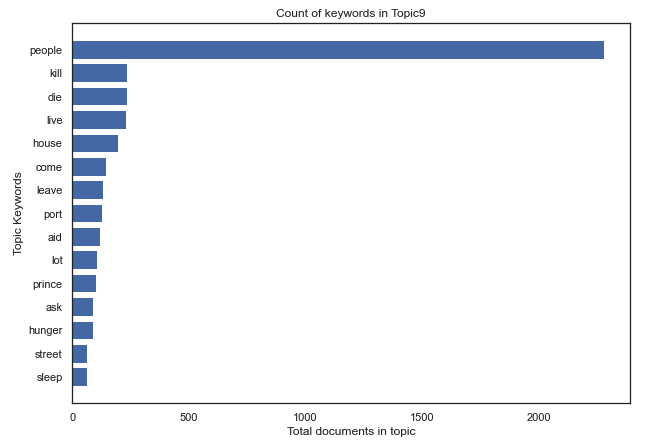 Count of keywords in Topic9
Topic Keywords
people
kill
die
live
house
come
leave
port
aid
lot
prince
ask
hunger
street
sleep
0 500 1000 1500 2000
Total documents in topic